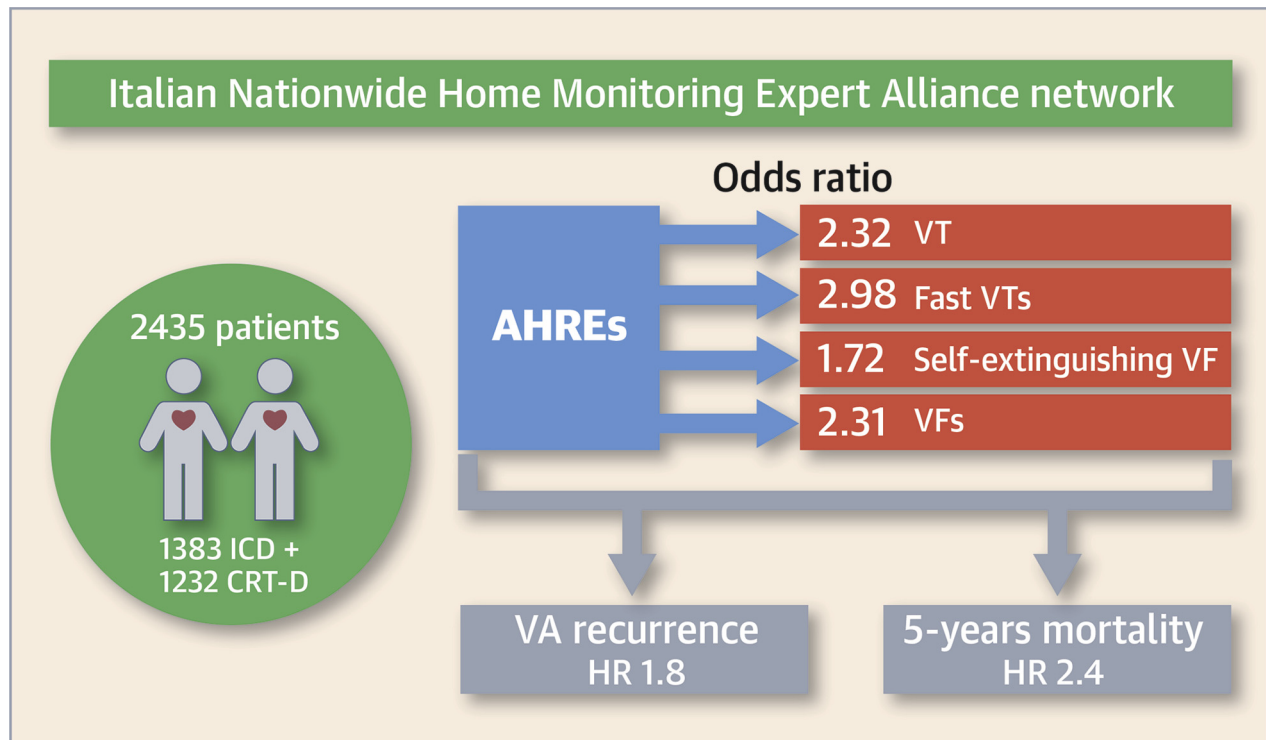 Italian Nationwide Home Monitoring Expert Alliance network
Odds ratio
2435 patients
1383 ICD +
1232 CRT-D
AHREs
2.32 VT
2.98 Fast VTs
1.72 Self-extinguishing VF
2.31 VFs
VA recurrence
HR 1.8
5-years mortality
HR 2.4